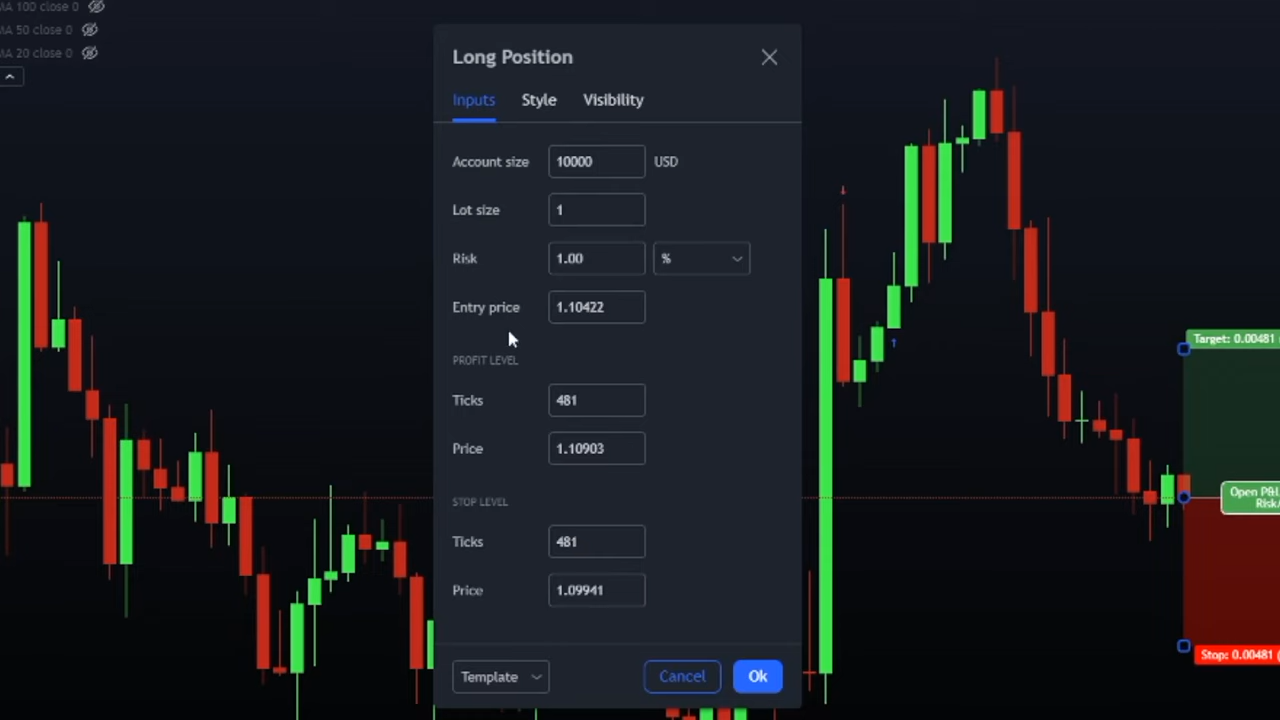 MA 100 close 0
MA 50 close 0
MA 20 close 0
Long Position
Inputs Style Visibility
Account size 10000 USD
Lot size 1
Risk 1.00 %
Entry price 1.10422
PROFIT LEVEL
Ticks 481
Price 1.10903
STOP LEVEL
Ticks 481
Price 1.09941
Template Cancel Ok
Target: 0.00481 (
Open P&L
Risk/
Stop: 0.00481 (